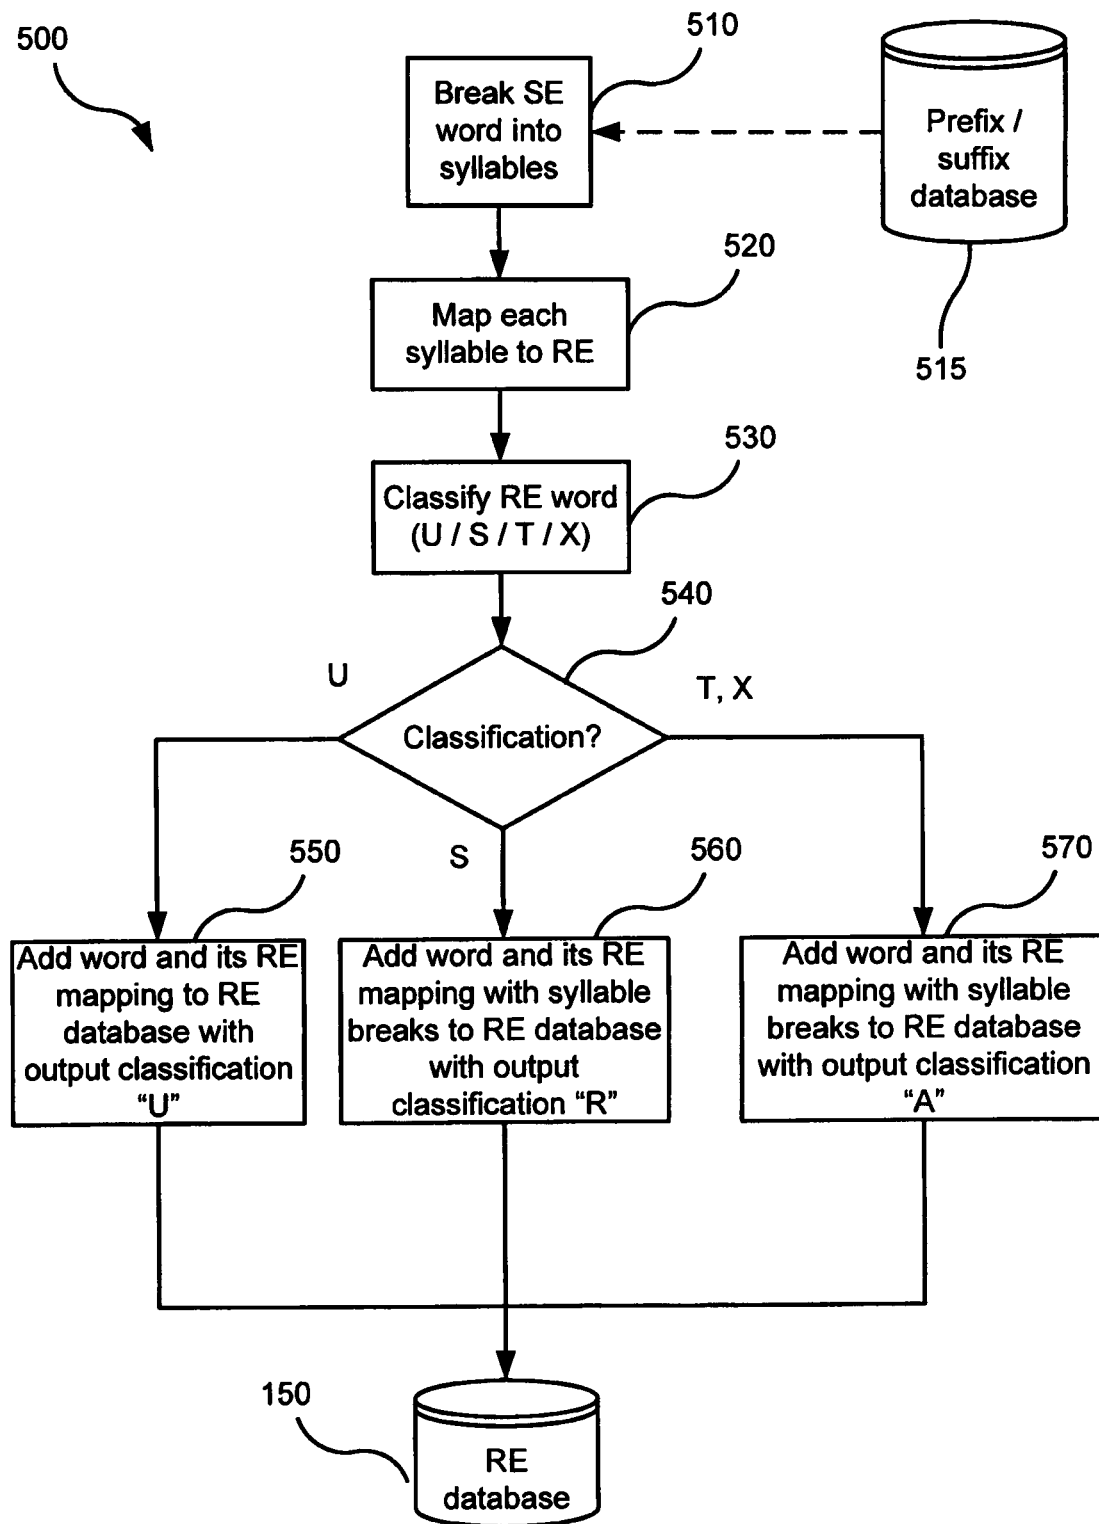 500
510
Break SE
word into
syllables
Prefix /
suffix
database
515
520
Map each
syllable to RE
530
Classify RE word
(U / S / T / X)
540
U
T, X
Classification?
S
550
560
570
Add word and its RE
mapping to RE
database with
output classification
“U”
Add word and its RE
mapping with syllable
breaks to RE database
with output
classification “R”
Add word and its RE
mapping with syllable
breaks to RE database
with output classification
“A”
150
RE
database